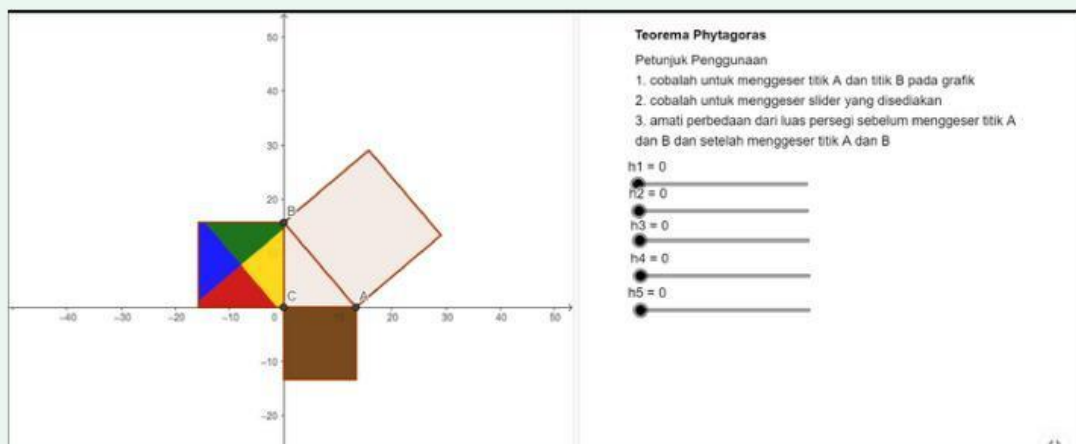 Teorema Phytagoras
Petunjuk Penggunaan
1. cobalah untuk menggeser titik A dan titik B pada grafik
2. cobalah untuk menggeser slider yang disediakan
3. amati perbedaan dari luas persegi sebelum menggeser titik A
dan B dan setelah menggeser titik A dan B
h1 = 0
h2 = 0
h3 = 0
h4 = 0
h5 = 0
50
40
30
20
B
C
A
-40
-30
-20
-10
0
20
30
40
50
-10
-20